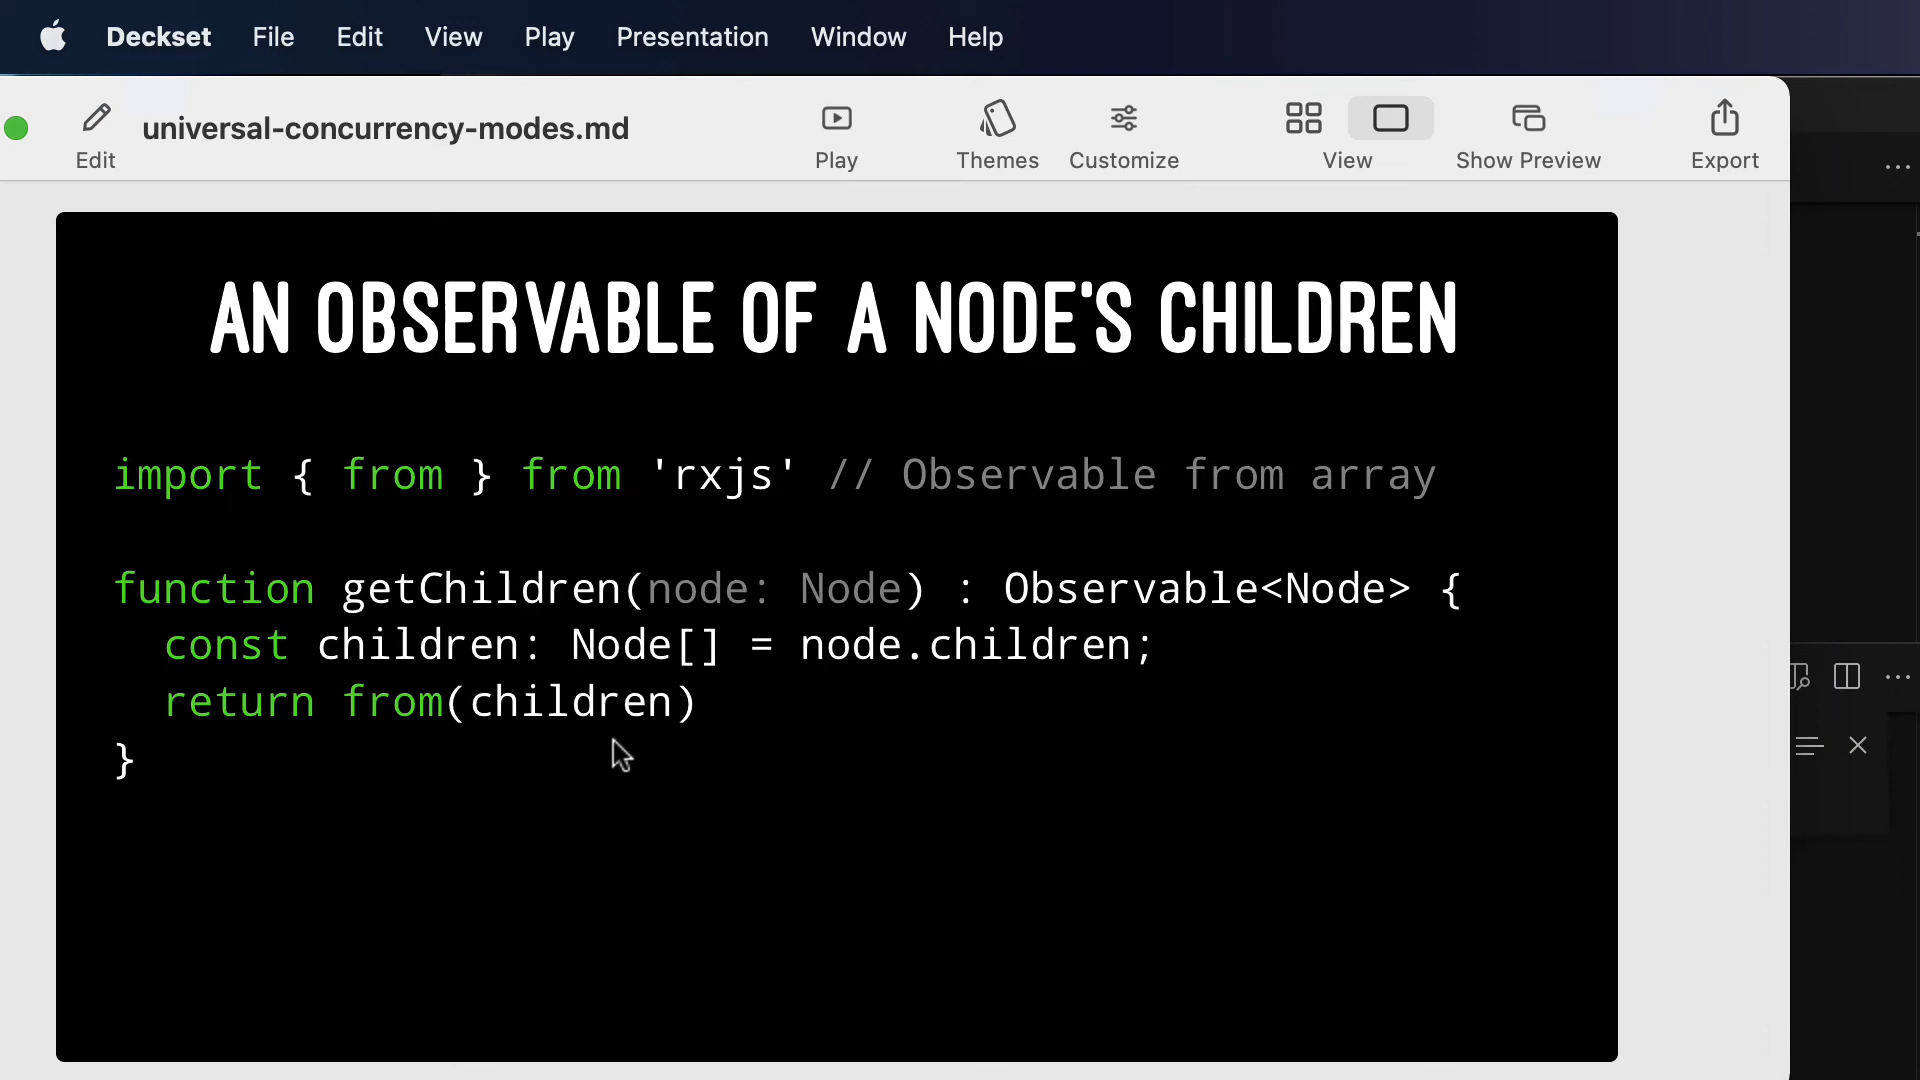 Deckset File Edit View Play Presentation Window Help
universal-concurrency-modes.md
Edit Play Themes Customize View Show Preview Export
AN OBSERVABLE OF A NODE'S CHILDREN
import { from } from 'rxjs' // Observable from array
function getChildren(node: Node) : Observable<Node> {
const children: Node[] = node.children;
return from(children)
}